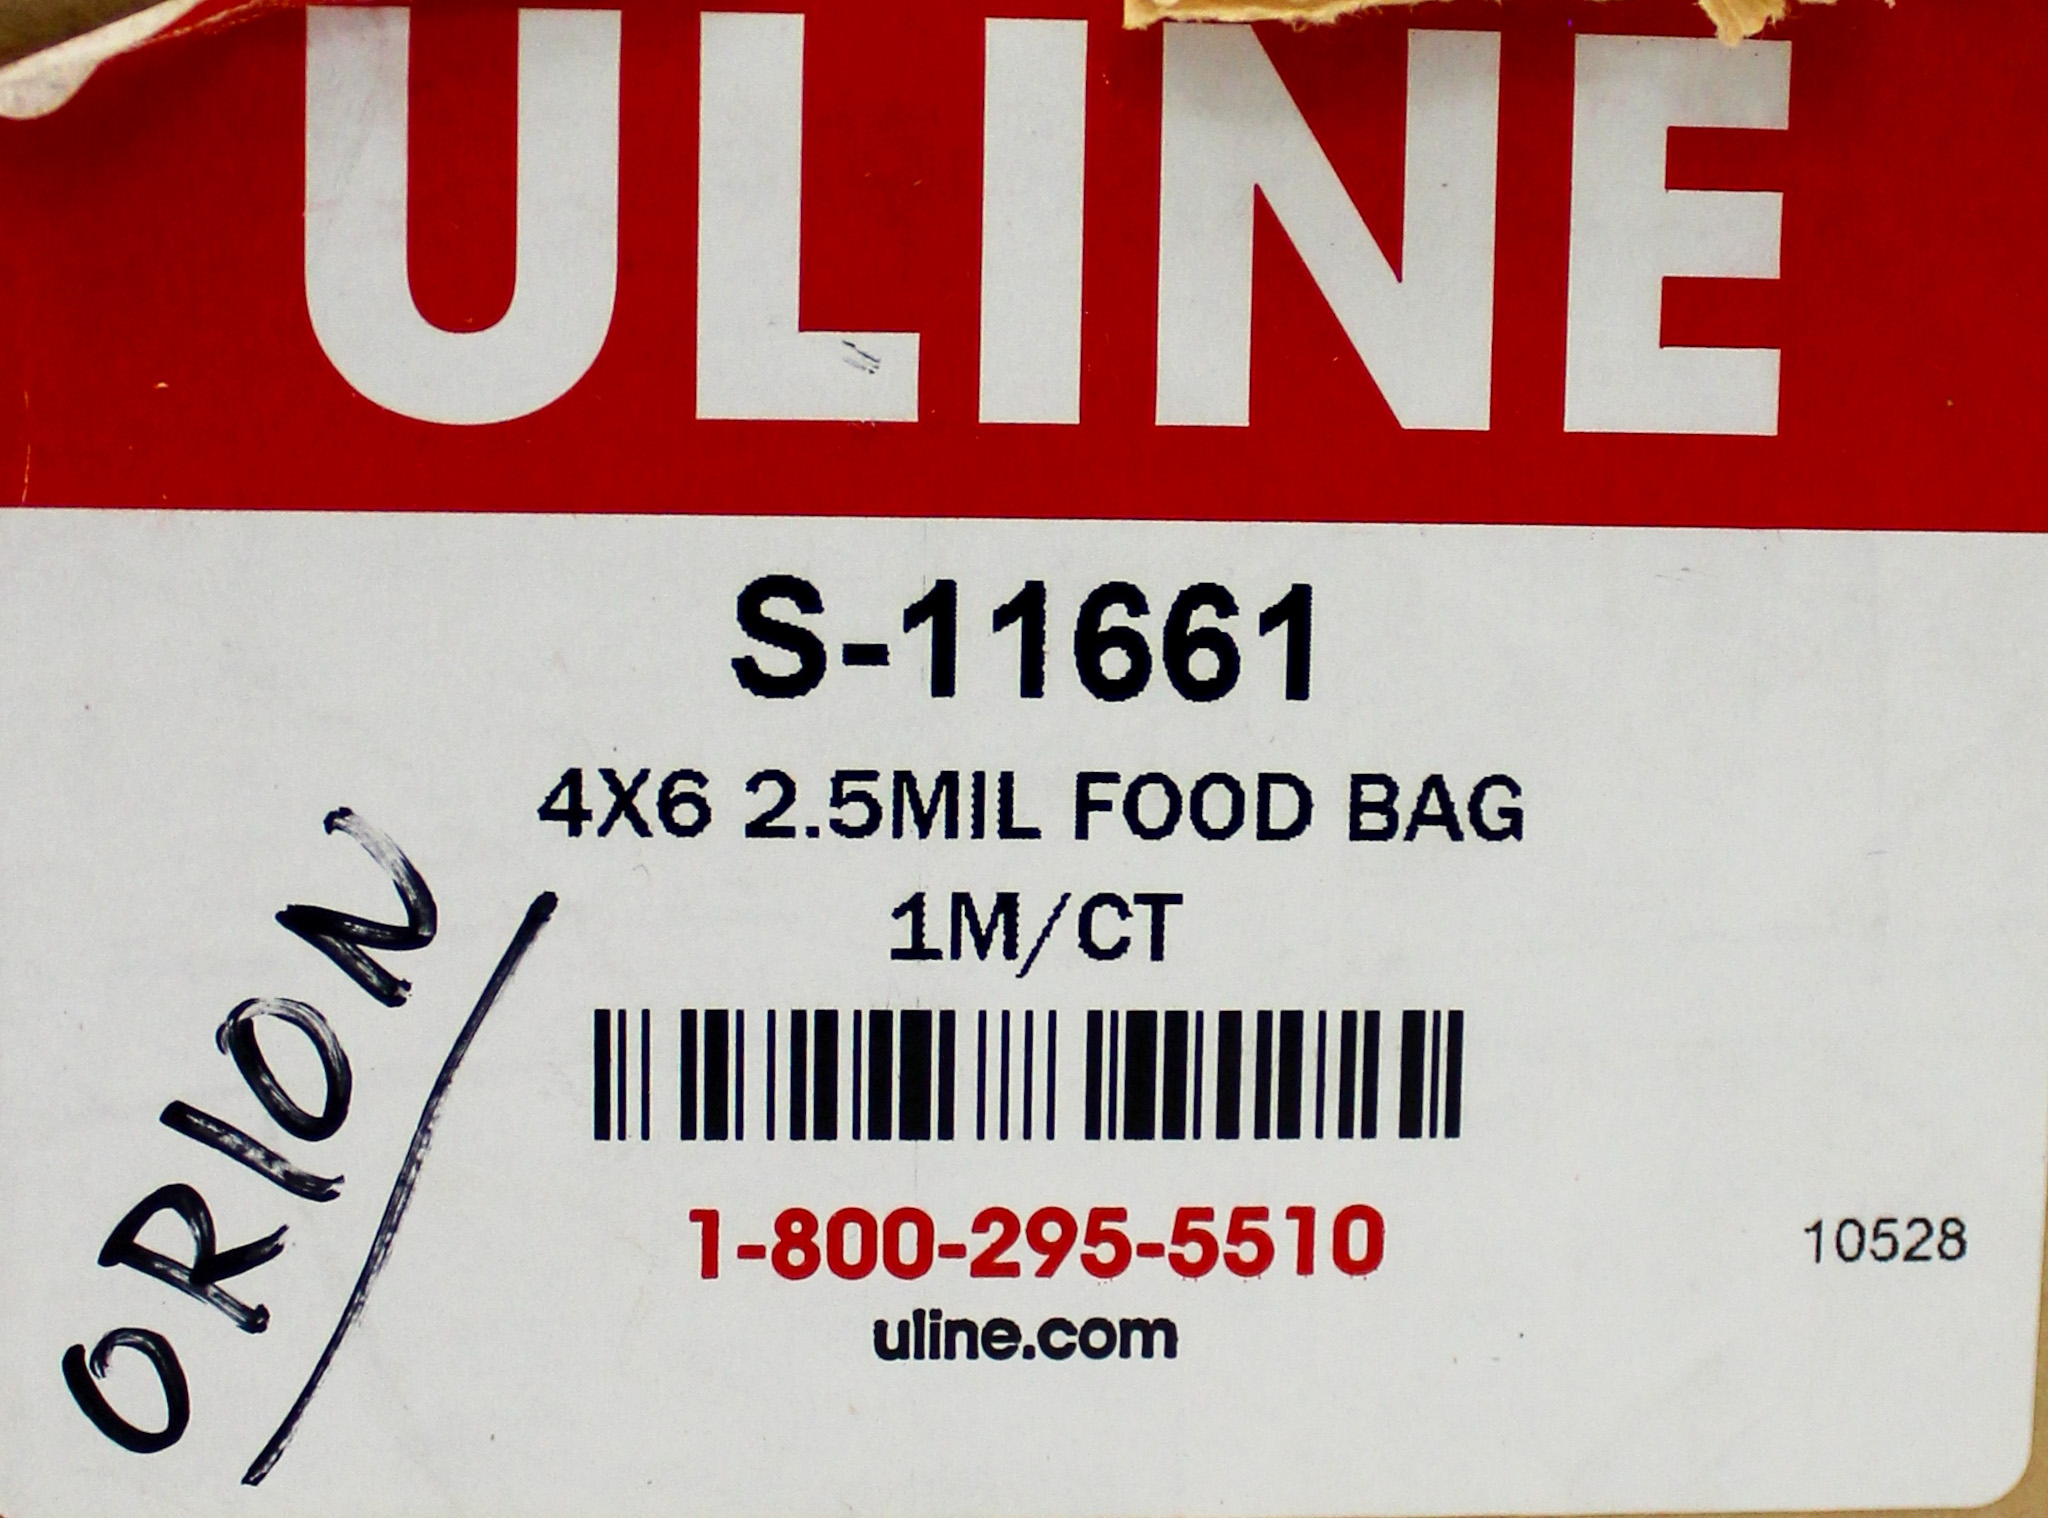 ULINE
S-11661
4X6 2.5MIL FOOD BAG
1M/CT
ORION
1-800-295-5510
10528
uline.com